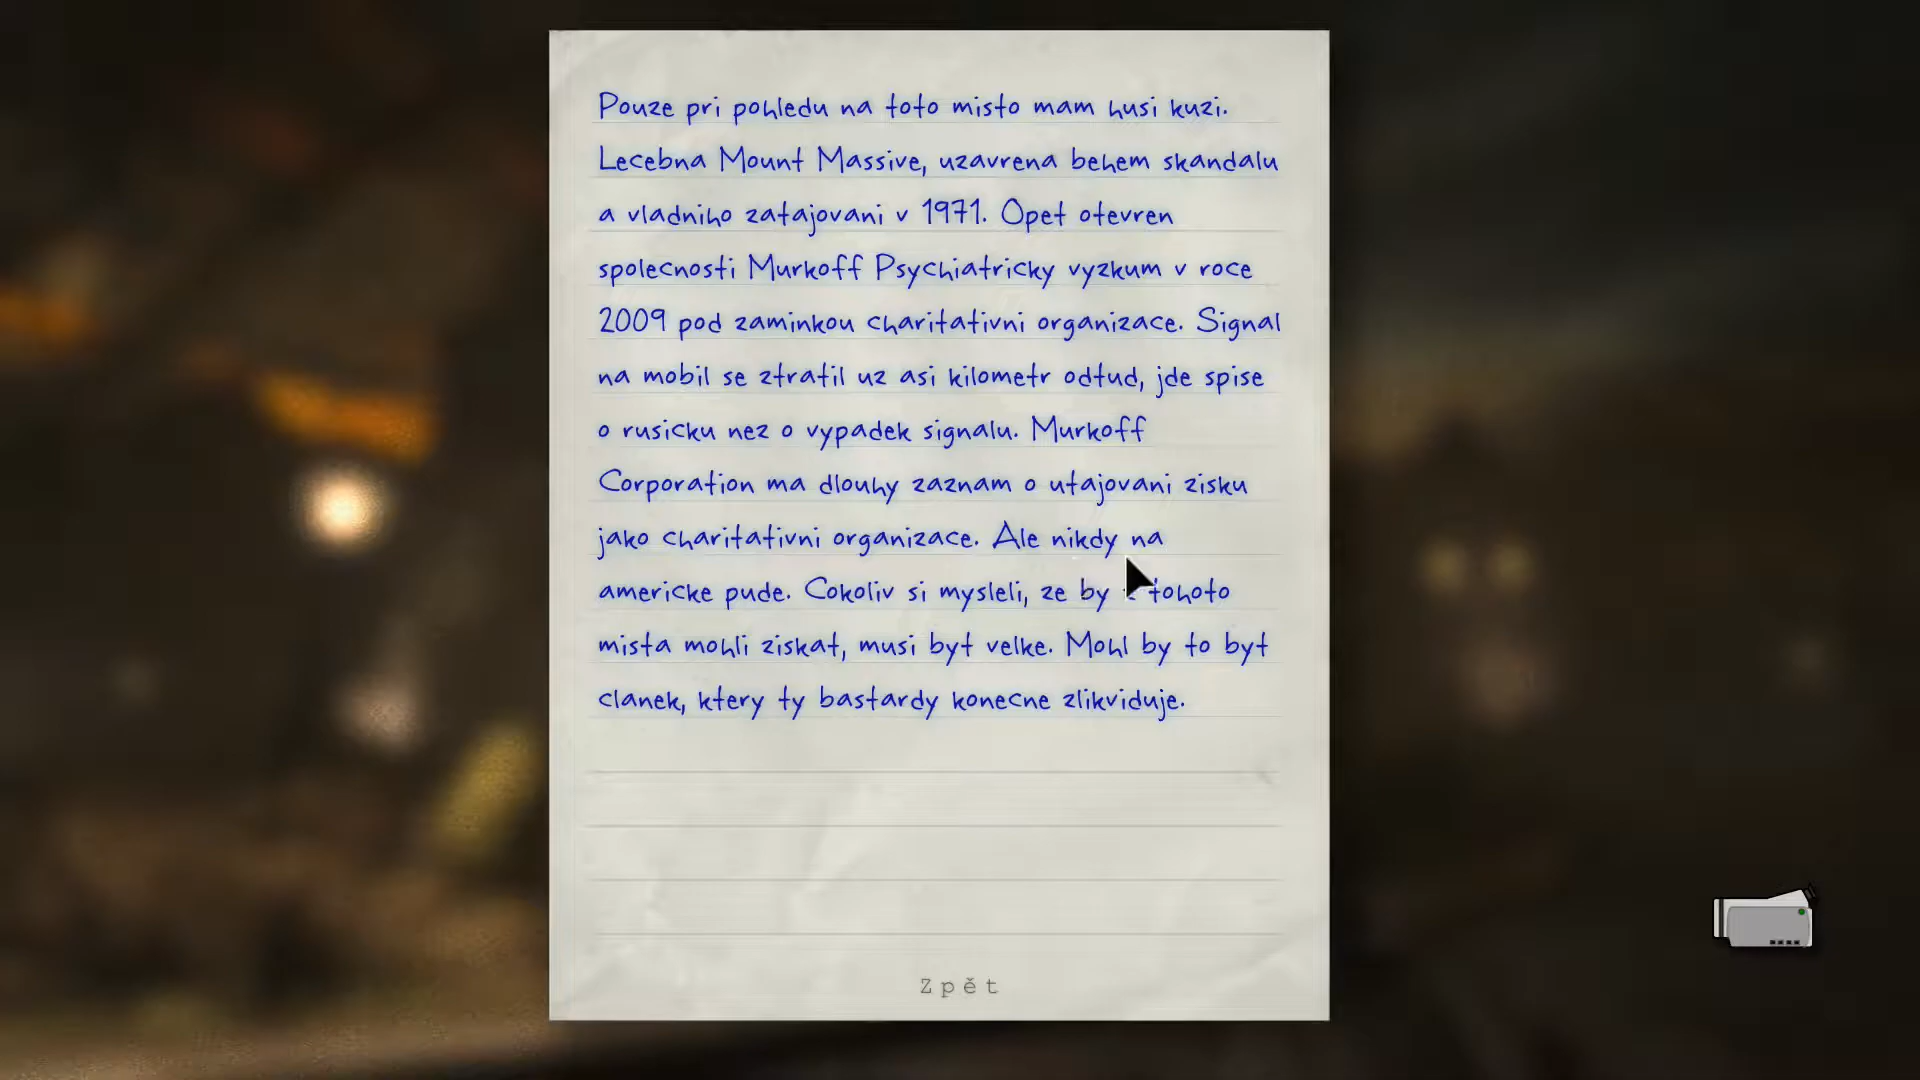 Pouze pri pohledu na toto misto mam husi kuzi.
Lecebna Mount Massive, uzavrena behem skandalu
a vladniho zatajovani v 1971. Opet otevren
spolecnosti Murkoff Psychiatricky vyzkum v roce
2009 pod zaminkou charitativni organizace. Signal
na mobil se ztratil uz asi kilometr odtud, jde spise
o rusicku nez o vypadek signalu. Murkoff
Corporation ma dlouhy zaznam o utajovani zisku
jako charitativni organizace. Ale nikdy na
americke pude. Cokoliv si mysleli, ze by tohoto
mista mohli ziskat, musi byt velke. Mohl by to byt
clanek, ktery ty bastardy konecne zlikviduje.
Zpět